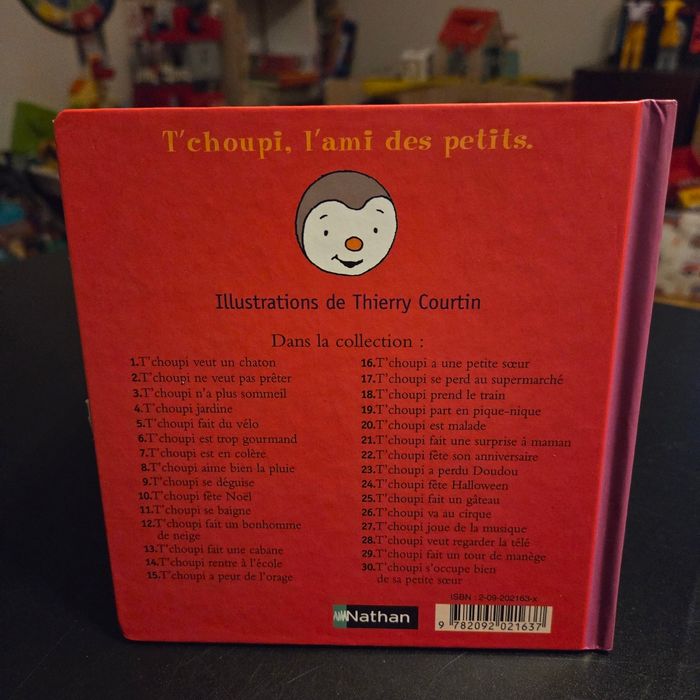 T'choupi, l'ami des petits.
Illustrations de Thierry Courtin
Dans la collection :
1.T'choupi veut un chaton
2.T'choupi ne veut pas prêter
3.T'choupi n'a plus sommeil
4.T'choupi jardine
5.T'choupi fait du vélo
6.T'choupi est trop gourmand
7.T'choupi est en colère
8.T'choupi aime bien la pluie
9.T'choupi se déguise
10.T'choupi fête Noël
11.T'choupi se baigne
12.T'choupi fait un bonhomme
de neige
13.T'choupi fait une cabane
14.T'choupi rentre à l'école
15.T'choupi a peur de l'orage
16.T'choupi a une petite sœur
17.T'choupi se perd au supermarché
18.T'choupi prend le train
19.T'choupi part en pique-nique
20.T'choupi est malade
21.T'choupi fait une surprise à maman
22.T'choupi fête son anniversaire
23.T'choupi a perdu Doudou
24.T'choupi fête Halloween
25.T'choupi fait un gâteau
26.T'choupi va au cirque
27.T'choupi joue de la musique
28.T'choupi veut regarder la télé
29.T'choupi fait un tour de manège
30.T'choupi s'occupe bien
de sa petite sœur
ISBN : 2-09-202163-x
Nathan
9 782092 021637